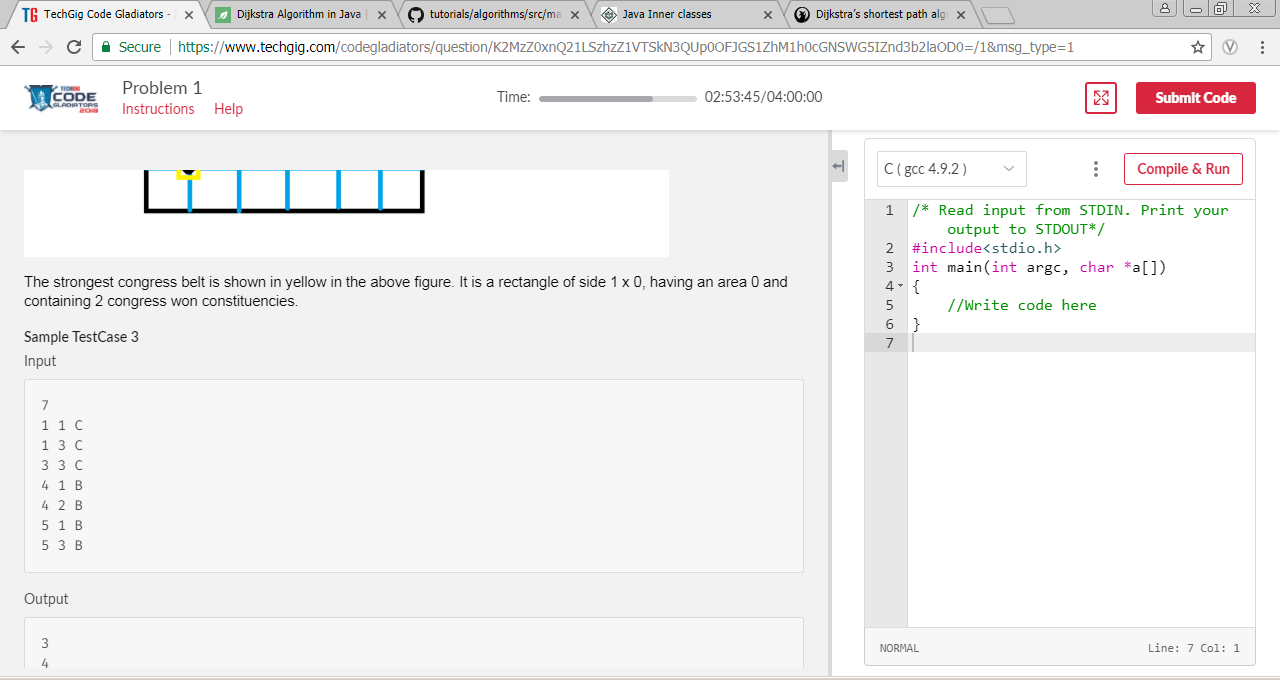 TechGig Code Gladiators -
Dijkstra Algorithm in Java |
tutorials/algorithms/src/ma
Java Inner classes
Dijkstra's shortest path alg
Secure
https://www.techgig.com/codegladiators/question/K2MzZ0xnQ21LSzhzZ1VTSkN3QUp0OFJGS1ZhM1h0cGNSWG5IZnd3b2laOD0=/1&msg_type=1
CODE
GLADIATORS
2018
Problem 1
Instructions Help
Time: 02:53:45/04:00:00
Submit Code
The strongest congress belt is shown in yellow in the above figure. It is a rectangle of side 1 x 0, having an area 0 and
containing 2 congress won constituencies.
Sample TestCase 3
Input
7
1 1 C
1 3 C
3 3 C
4 1 B
4 2 B
5 1 B
5 3 B
Output
3
4
C ( gcc 4.9.2 )
Compile & Run
1 /* Read input from STDIN. Print your
output to STDOUT*/
2 #include<stdio.h>
3 int main(int argc, char *a[])
4 {
5 //Write code here
6 }
7
NORMAL
Line: 7 Col: 1